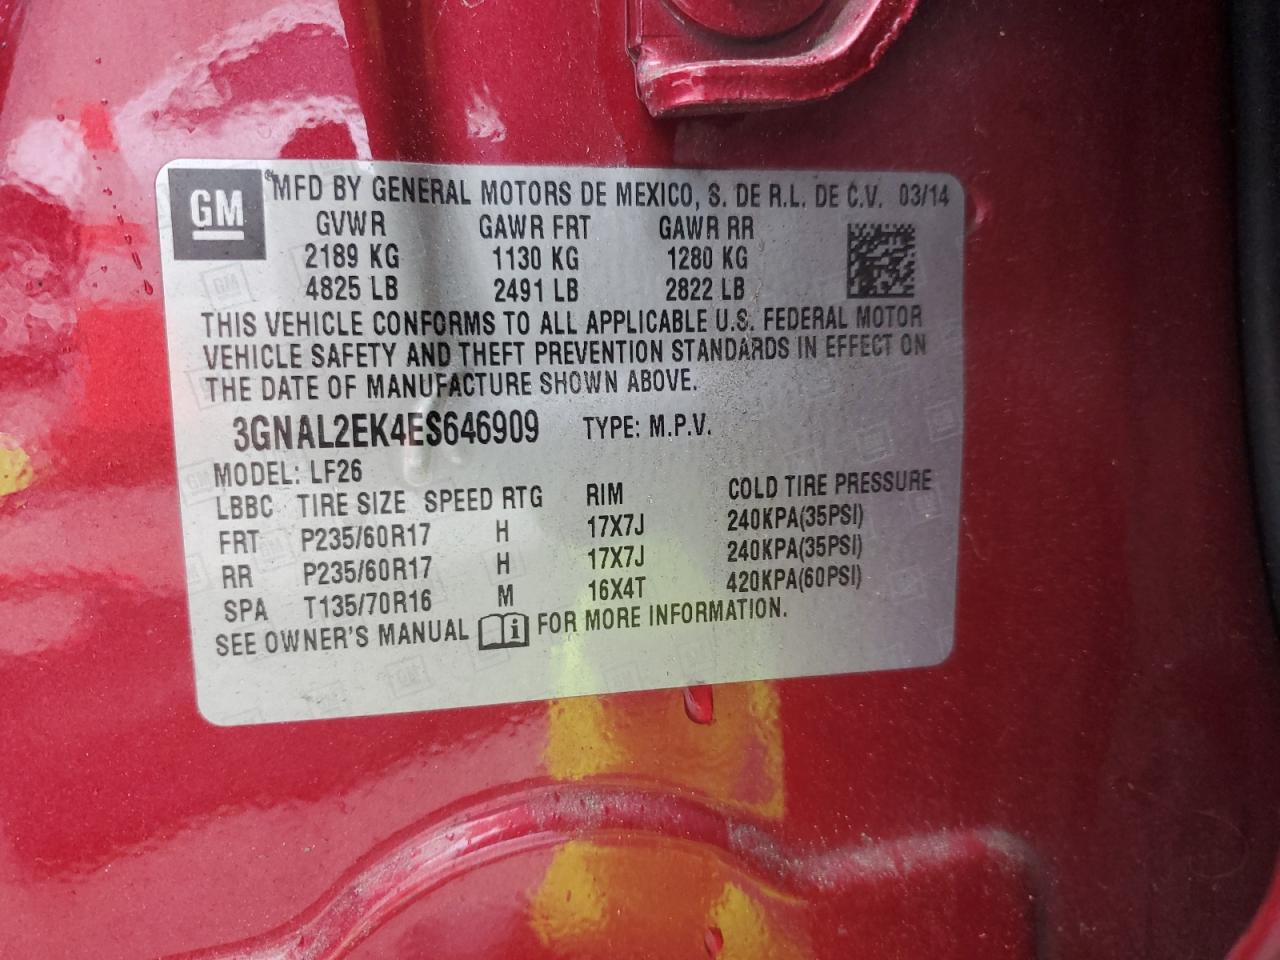 GM
MFD BY GENERAL MOTORS DE MEXICO, S. DE R.L. DE C.V. 03/14
GVWR GAWR FRT GAWR RR
2189 KG 1130 KG 1280 KG
4825 LB 2491 LB 2822 LB
THIS VEHICLE CONFORMS TO ALL APPLICABLE U.S. FEDERAL MOTOR
VEHICLE SAFETY AND THEFT PREVENTION STANDARDS IN EFFECT ON
THE DATE OF MANUFACTURE SHOWN ABOVE.
3GNAL2EK4ES646909 TYPE: M.P.V.
MODEL: LF26
LBBC TIRE SIZE SPEED RTG RIM COLD TIRE PRESSURE
FRT P235/60R17 H 17X7J 240KPA(35PSI)
RR P235/60R17 H 17X7J 240KPA(35PSI)
SPA T135/70R16 M 16X4T 420KPA(60PSI)
SEE OWNER'S MANUAL i FOR MORE INFORMATION.